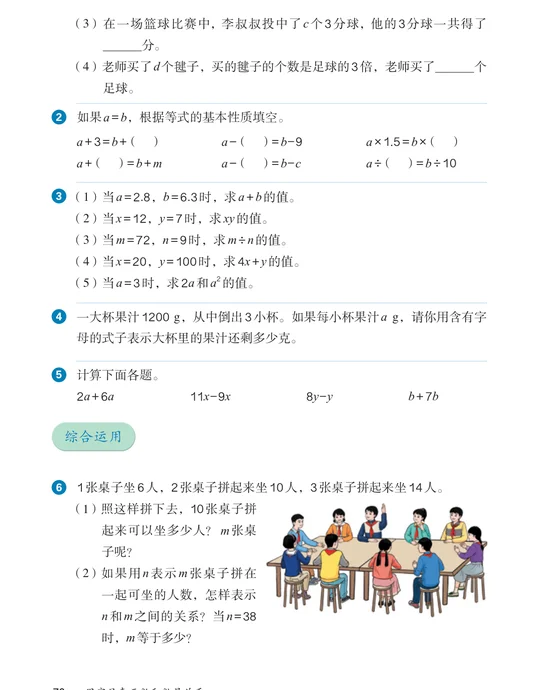 （3）在一场篮球比赛中，李叔叔投中了c个3分球，他的3分球一共得了
______分。
（4）老师买了d个毽子，买的毽子的个数是足球的3倍，老师买了______个
足球。
2 如果a=b，根据等式的基本性质填空。
a+3=b+（ ） a−（ ）=b−9 a×1.5=b×（ ）
a+（ ）=b+m a−（ ）=b−c a÷（ ）=b÷10
3 （1）当a=2.8，b=6.3时，求a+b的值。
（2）当x=12，y=7时，求xy的值。
（3）当m=72，n=9时，求m÷n的值。
（4）当x=20，y=100时，求4x+y的值。
（5）当a=3时，求2a和a²的值。
4 一大杯果汁1200 g，从中倒出3小杯。如果每小杯果汁a g，请你用含有字
母的式子表示大杯里的果汁还剩多少克。
5 计算下面各题。
2a+6a 11x−9x 8y−y b+7b
综合运用
6 1张桌子坐6人，2张桌子拼起来坐10人，3张桌子拼起来坐14人。
（1）照这样拼下去，10张桌子拼
起来可以坐多少人？m张桌
子呢？
（2）如果用n表示m张桌子拼在
一起可坐的人数，怎样表示
n和m之间的关系？当n=38
时，m等于多少？